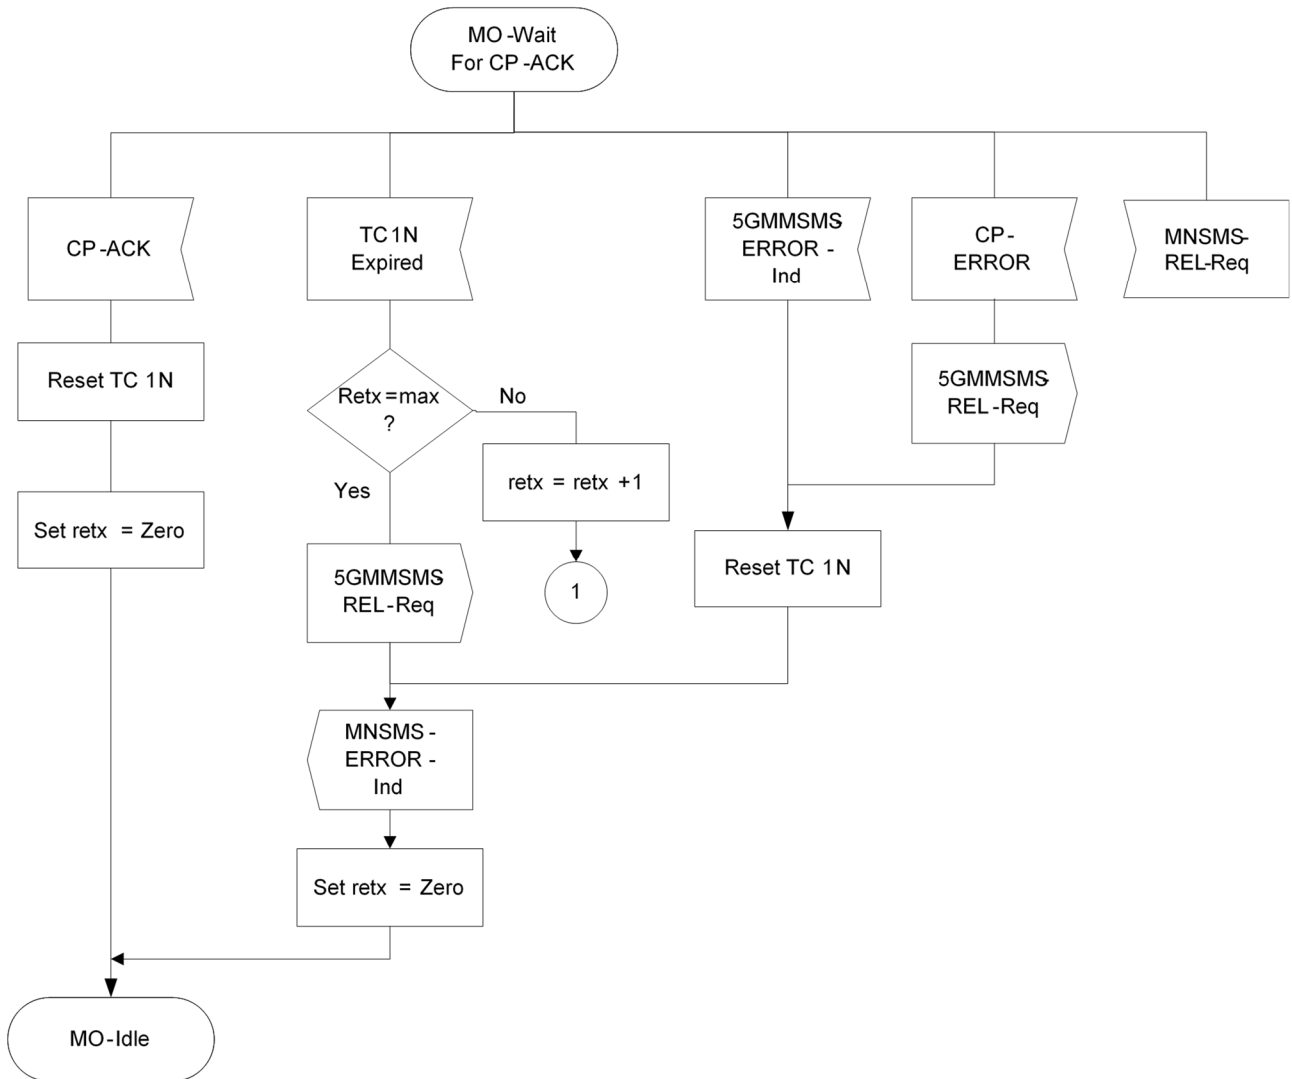 MO-Wait
For CP-ACK
CP-ACK
TC1N
Expired
5GMMSMS-
ERROR-
Ind
CP-
ERROR
MNSMS-
REL-Req
Reset TC 1N
Retx=max
?
No
5GMMSMS-
REL-Req
retx = retx +1
Yes
Set retx = Zero
Reset TC 1N
5GMMSMS-
REL-Req
1
MNSMS-
ERROR-
Ind
Set retx = Zero
MO-Idle